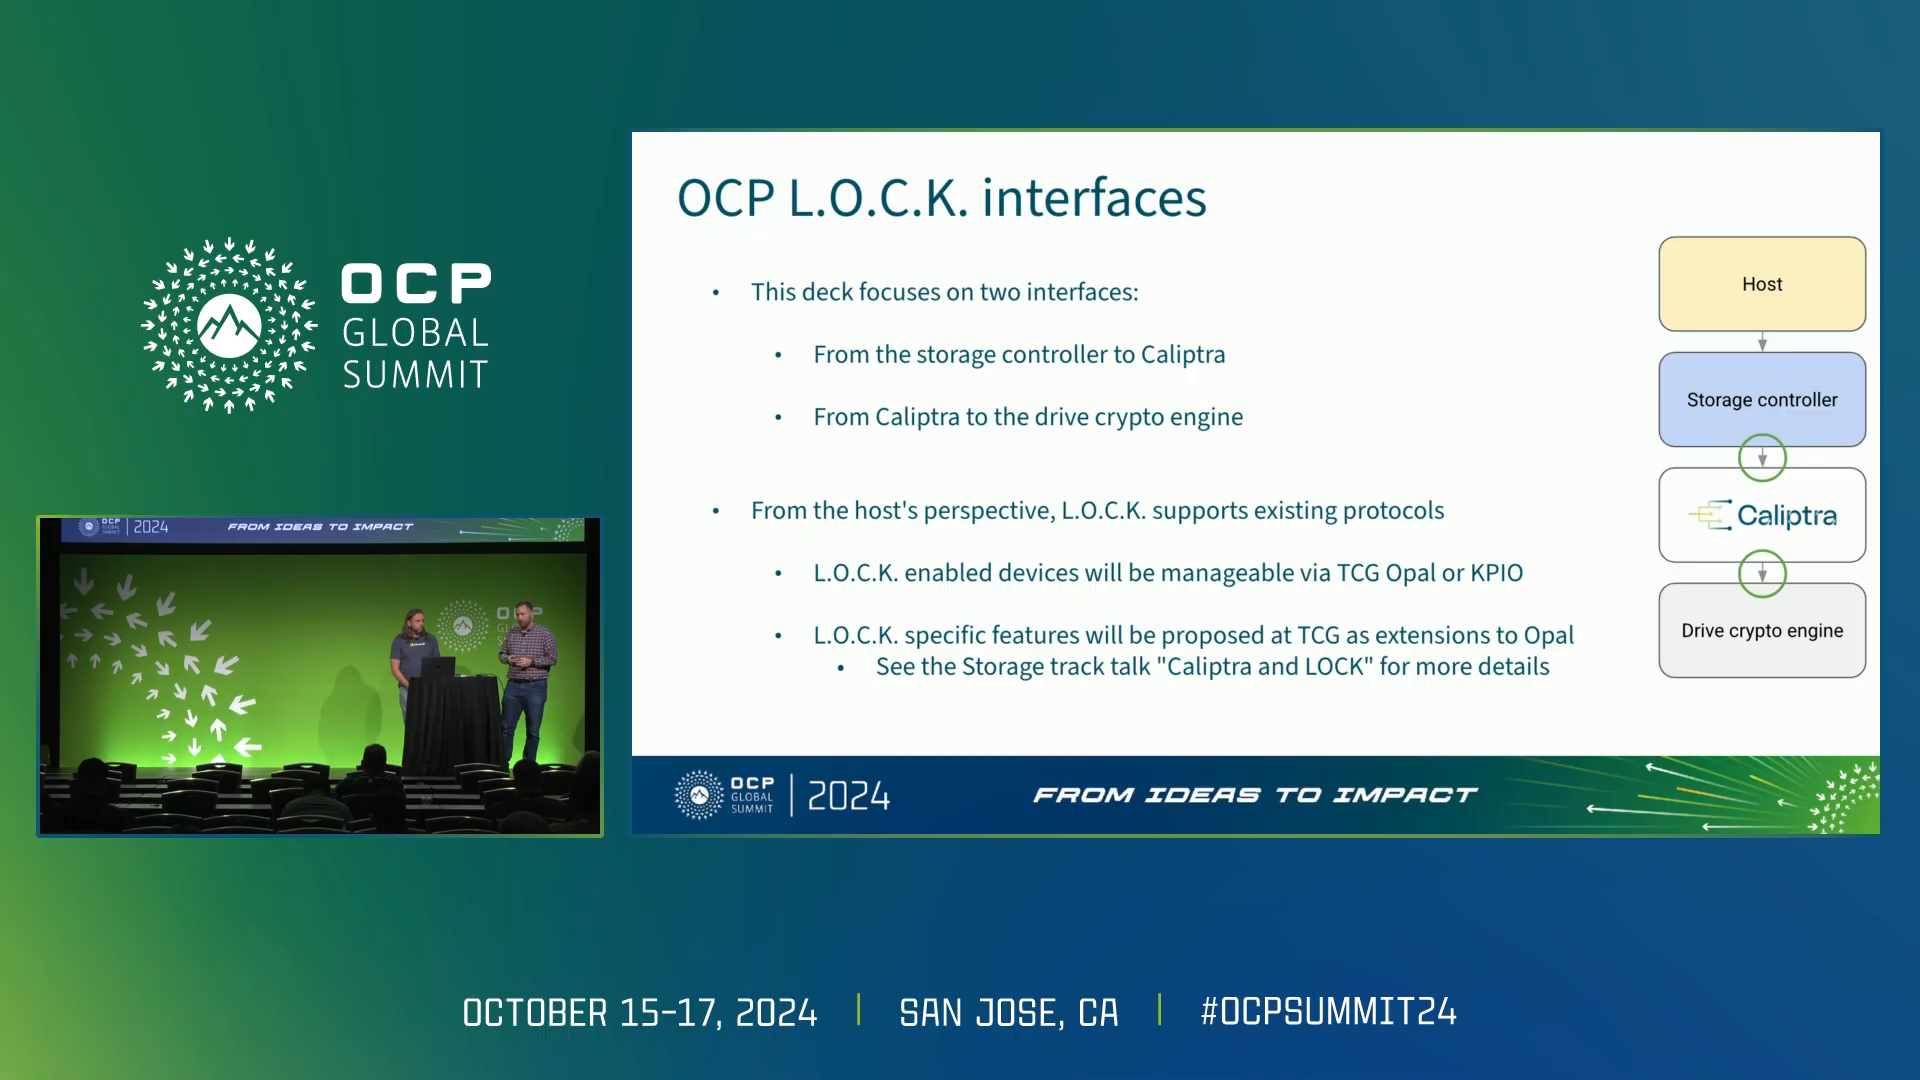 OCP
GLOBAL
SUMMIT
OCP
GLOBAL
SUMMIT
2024
FROM IDEAS TO IMPACT
OCP
OCP L.O.C.K. interfaces
• This deck focuses on two interfaces:
• From the storage controller to Caliptra
• From Caliptra to the drive crypto engine
• From the host's perspective, L.O.C.K. supports existing protocols
• L.O.C.K. enabled devices will be manageable via TCG Opal or KPIO
• L.O.C.K. specific features will be proposed at TCG as extensions to Opal
• See the Storage track talk "Caliptra and LOCK" for more details
Host
Storage controller
Caliptra
Drive crypto engine
OCP
GLOBAL
SUMMIT
2024
FROM IDEAS TO IMPACT
OCTOBER 15-17, 2024
SAN JOSE, CA
#OCPSUMMIT24